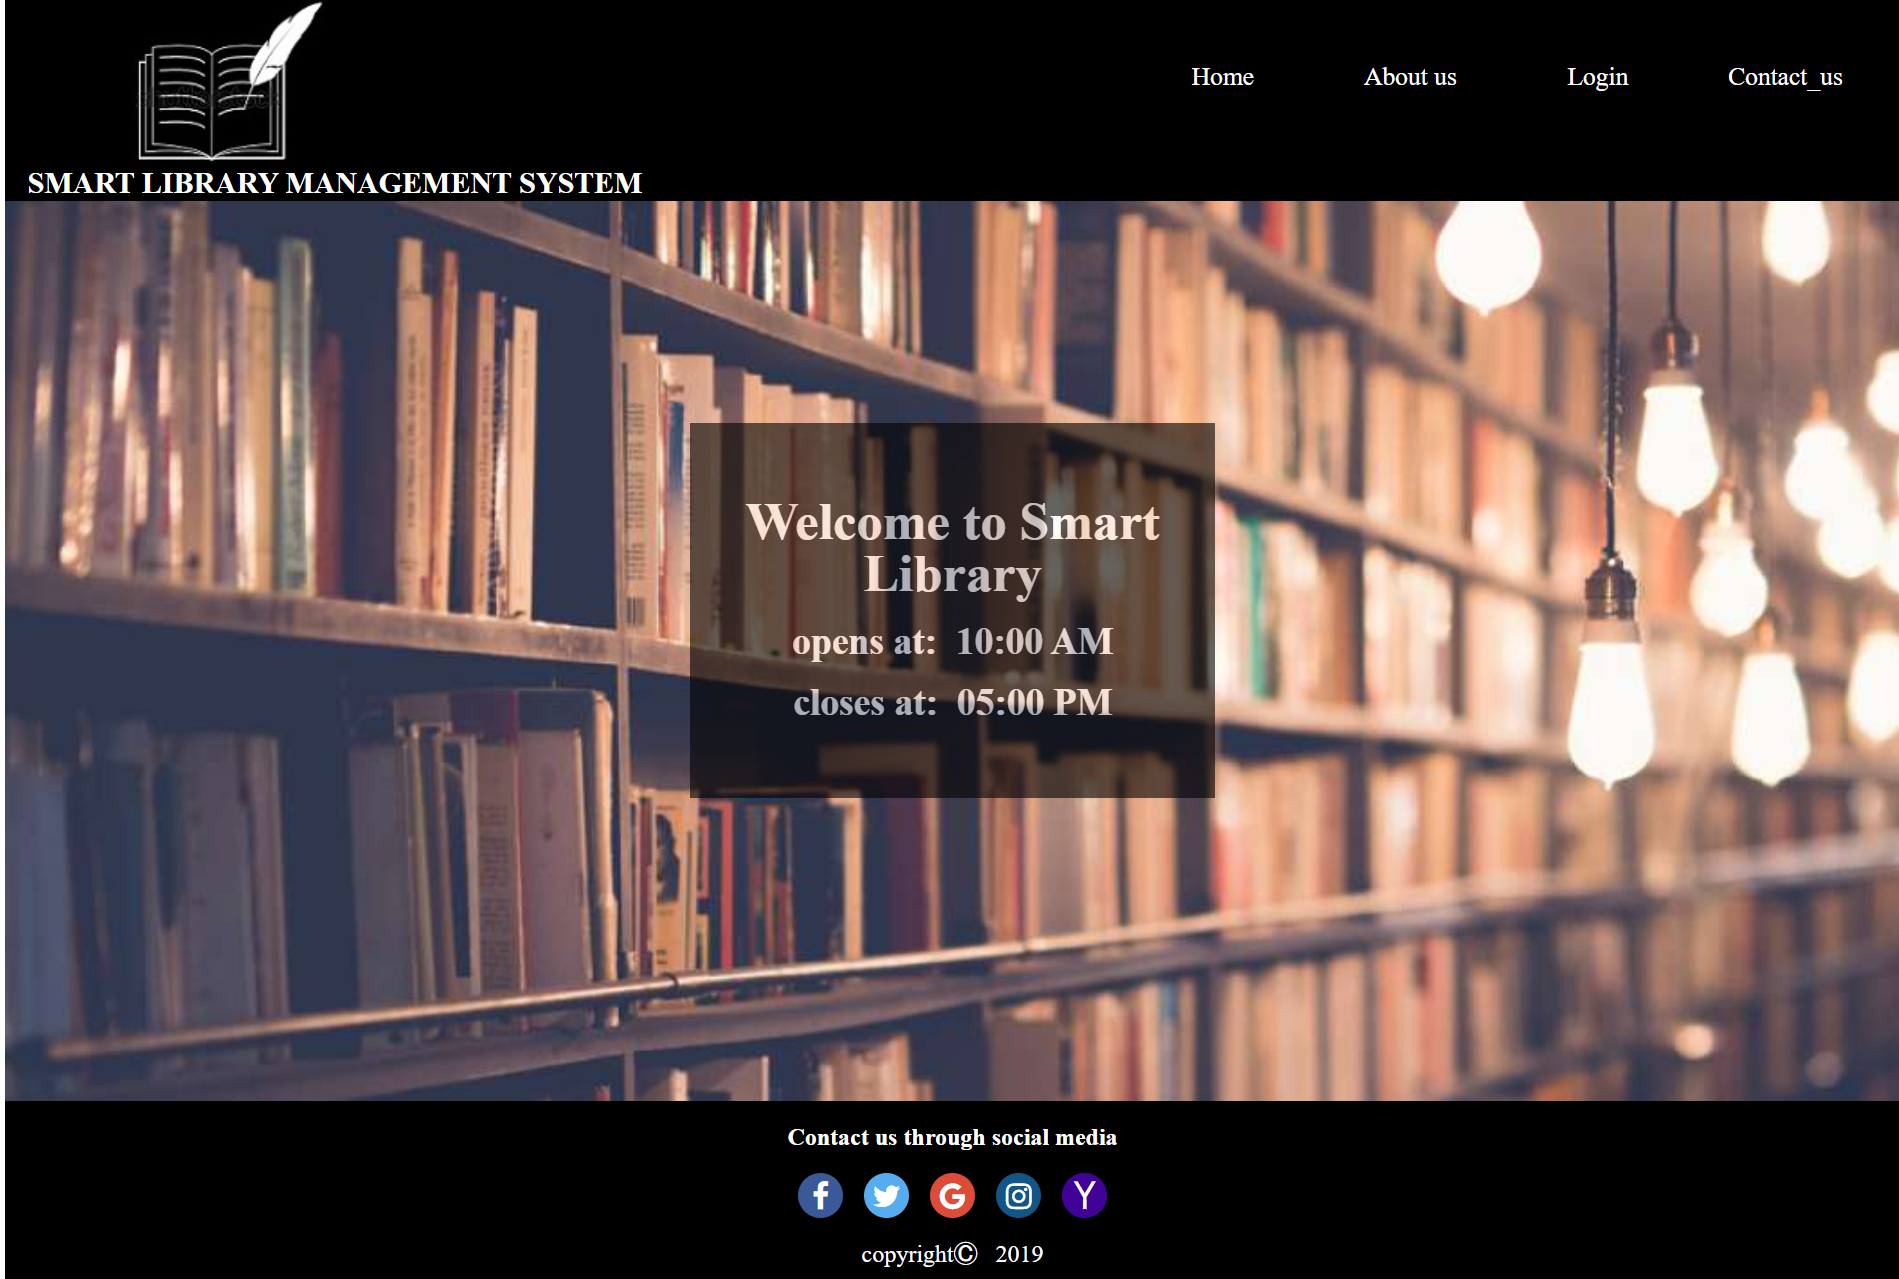 Home About us Login Contact_us
SMART LIBRARY MANAGEMENT SYSTEM
Welcome to Smart
Library
opens at: 10:00 AM
closes at: 05:00 PM
Contact us through social media
copyright© 2019